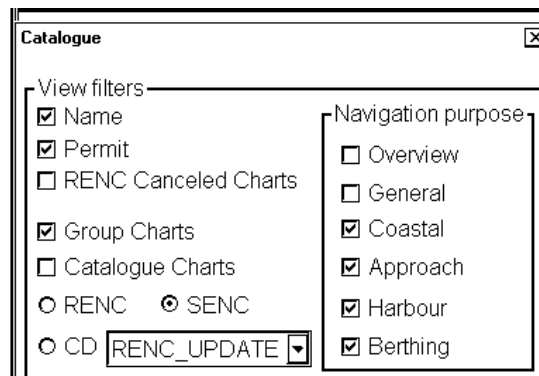 Catalogue
View filters
Name
Permit
RENC Canceled Charts
Group Charts
Catalogue Charts
RENC SENC
CD RENC_UPDATE
Navigation purpose
Overview
General
Coastal
Approach
Harbour
Berthing